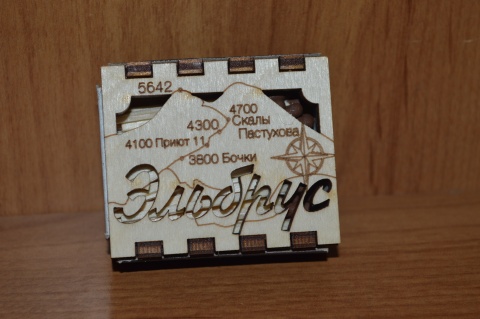 5642
4700
4300 Скалы
Пастухова
4100 Приют 11
3800 Бочки
Эльбрус